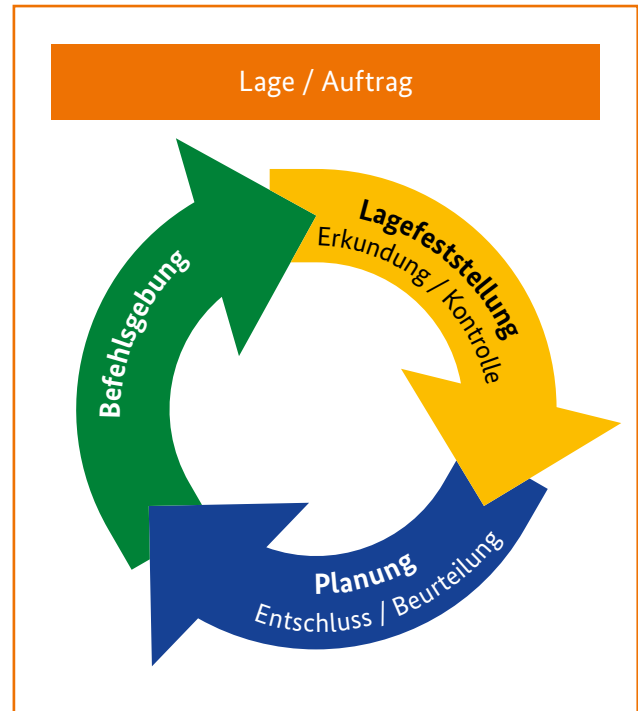 Lage / Auftrag
Lagefeststellung
Erkundung / Kontrolle
Planung
Entschluss / Beurteilung
Befehlsgebung